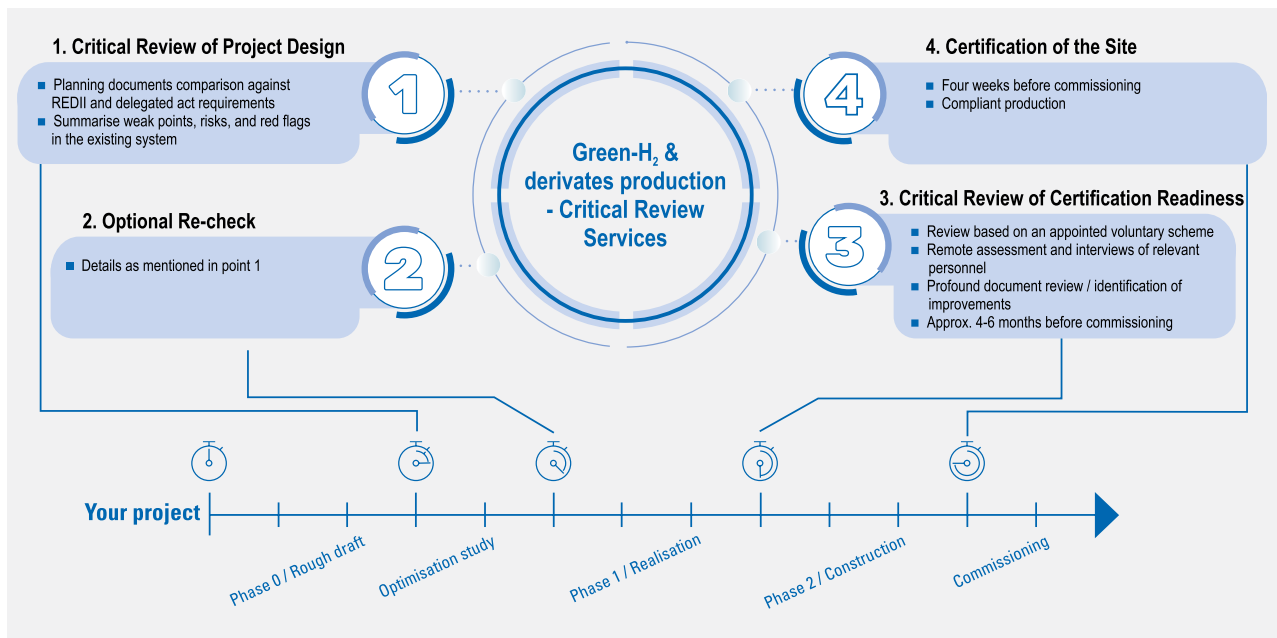 1. Critical Review of Project Design
Planning documents comparison against
REDII and delegated act requirements
Summarise weak points, risks, and red flags
in the existing system
1
2. Optional Re-check
Details as mentioned in point 1
2
Green-H₂ &
derivates production
- Critical Review
Services
4. Certification of the Site
4
Four weeks before commissioning
Compliant production
3. Critical Review of Certification Readiness
3
Review based on an appointed voluntary scheme
Remote assessment and interviews of relevant
personnel
Profound document review / identification of
improvements
Approx. 4-6 months before commissioning
Your project
Phase 0 / Rough draft
Optimisation study
Phase 1 / Realisation
Phase 2 / Construction
Commissioning